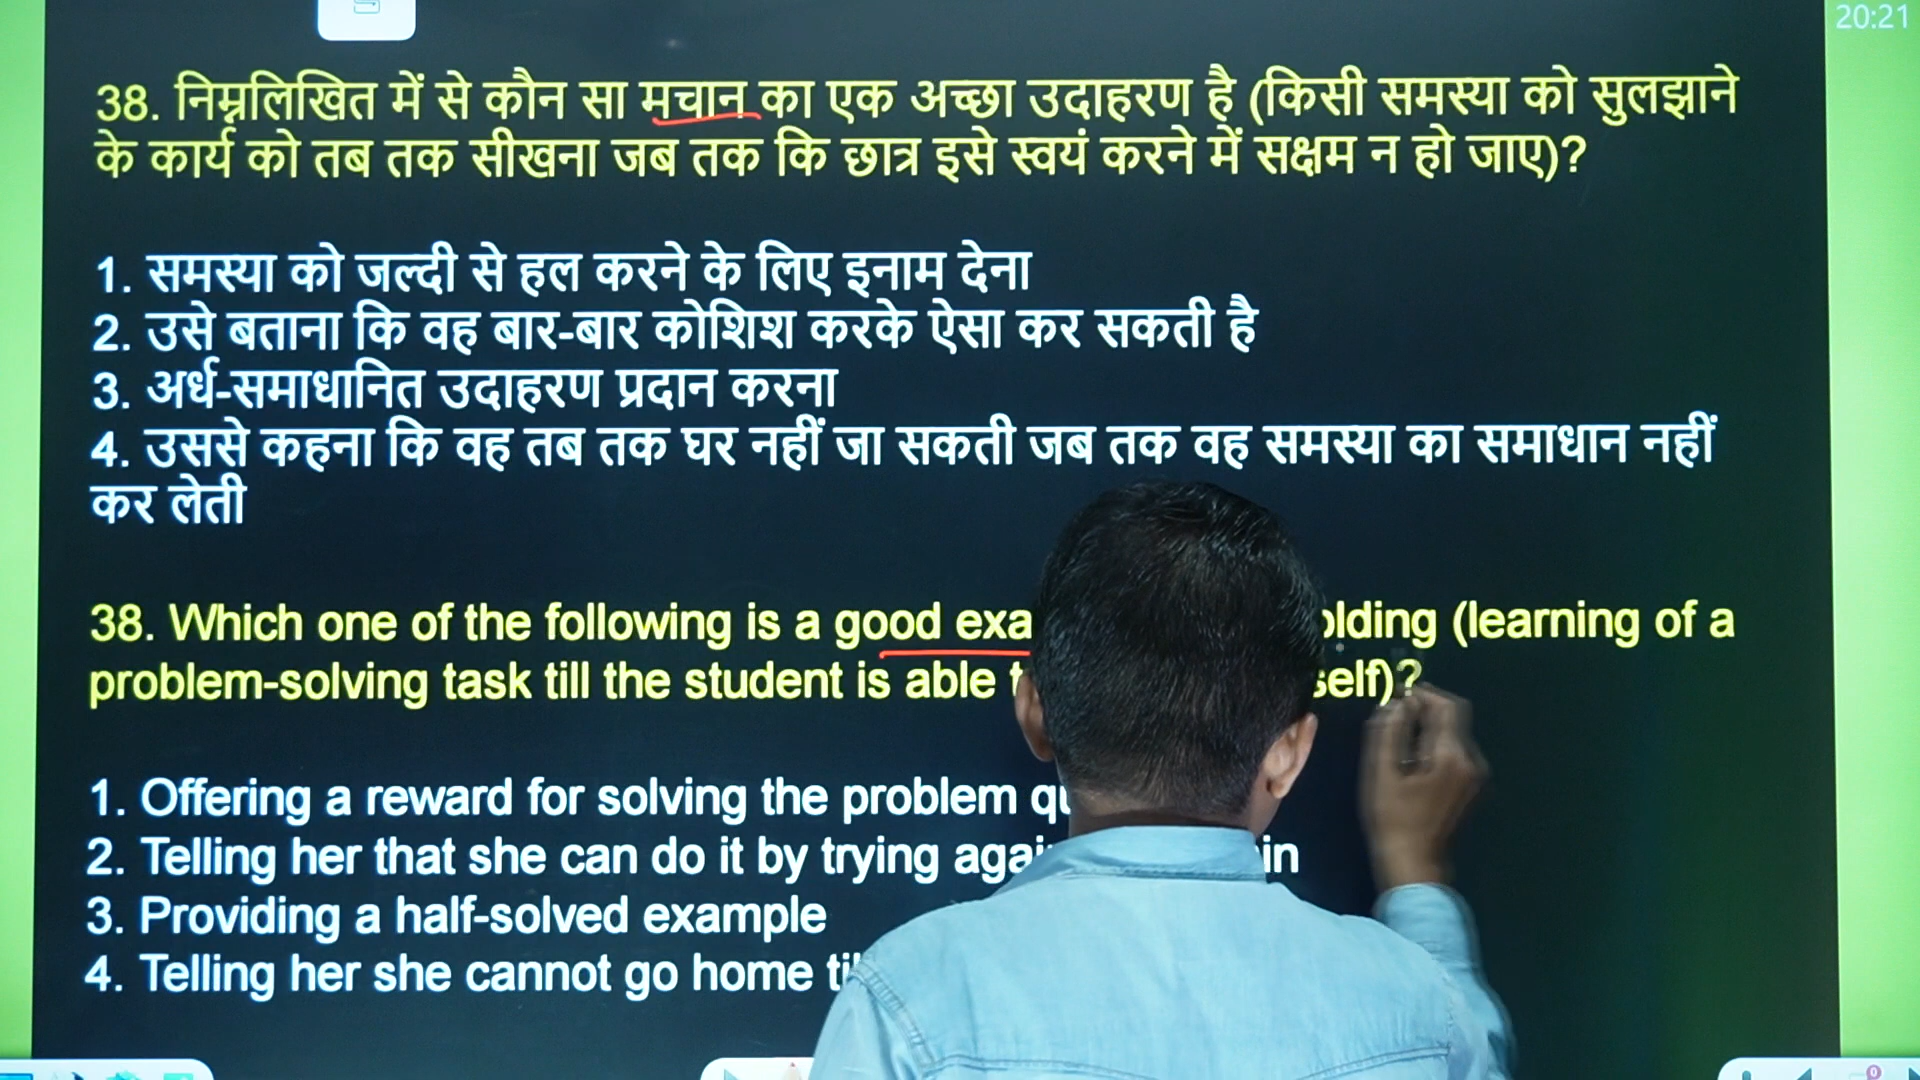 20:21
38. निम्नलिखित में से कौन सा मचान का एक अच्छा उदाहरण है (किसी समस्या को सुलझाने
के कार्य को तब तक सीखना जब तक कि छात्र इसे स्वयं करने में सक्षम न हो जाए)?
1. समस्या को जल्दी से हल करने के लिए इनाम देना
2. उसे बताना कि वह बार-बार कोशिश करके ऐसा कर सकती है
3. अर्ध-समाधानित उदाहरण प्रदान करना
4. उससे कहना कि वह तब तक घर नहीं जा सकती जब तक वह समस्या का समाधान नहीं
कर लेती
38. Which one of the following is a good (learning of a
problem-solving task till the student is able
1. Offering a reward for solving the problem
2. Telling her that she can do it by trying
3. Providing a half-solved example
4. Telling her she cannot go home
0